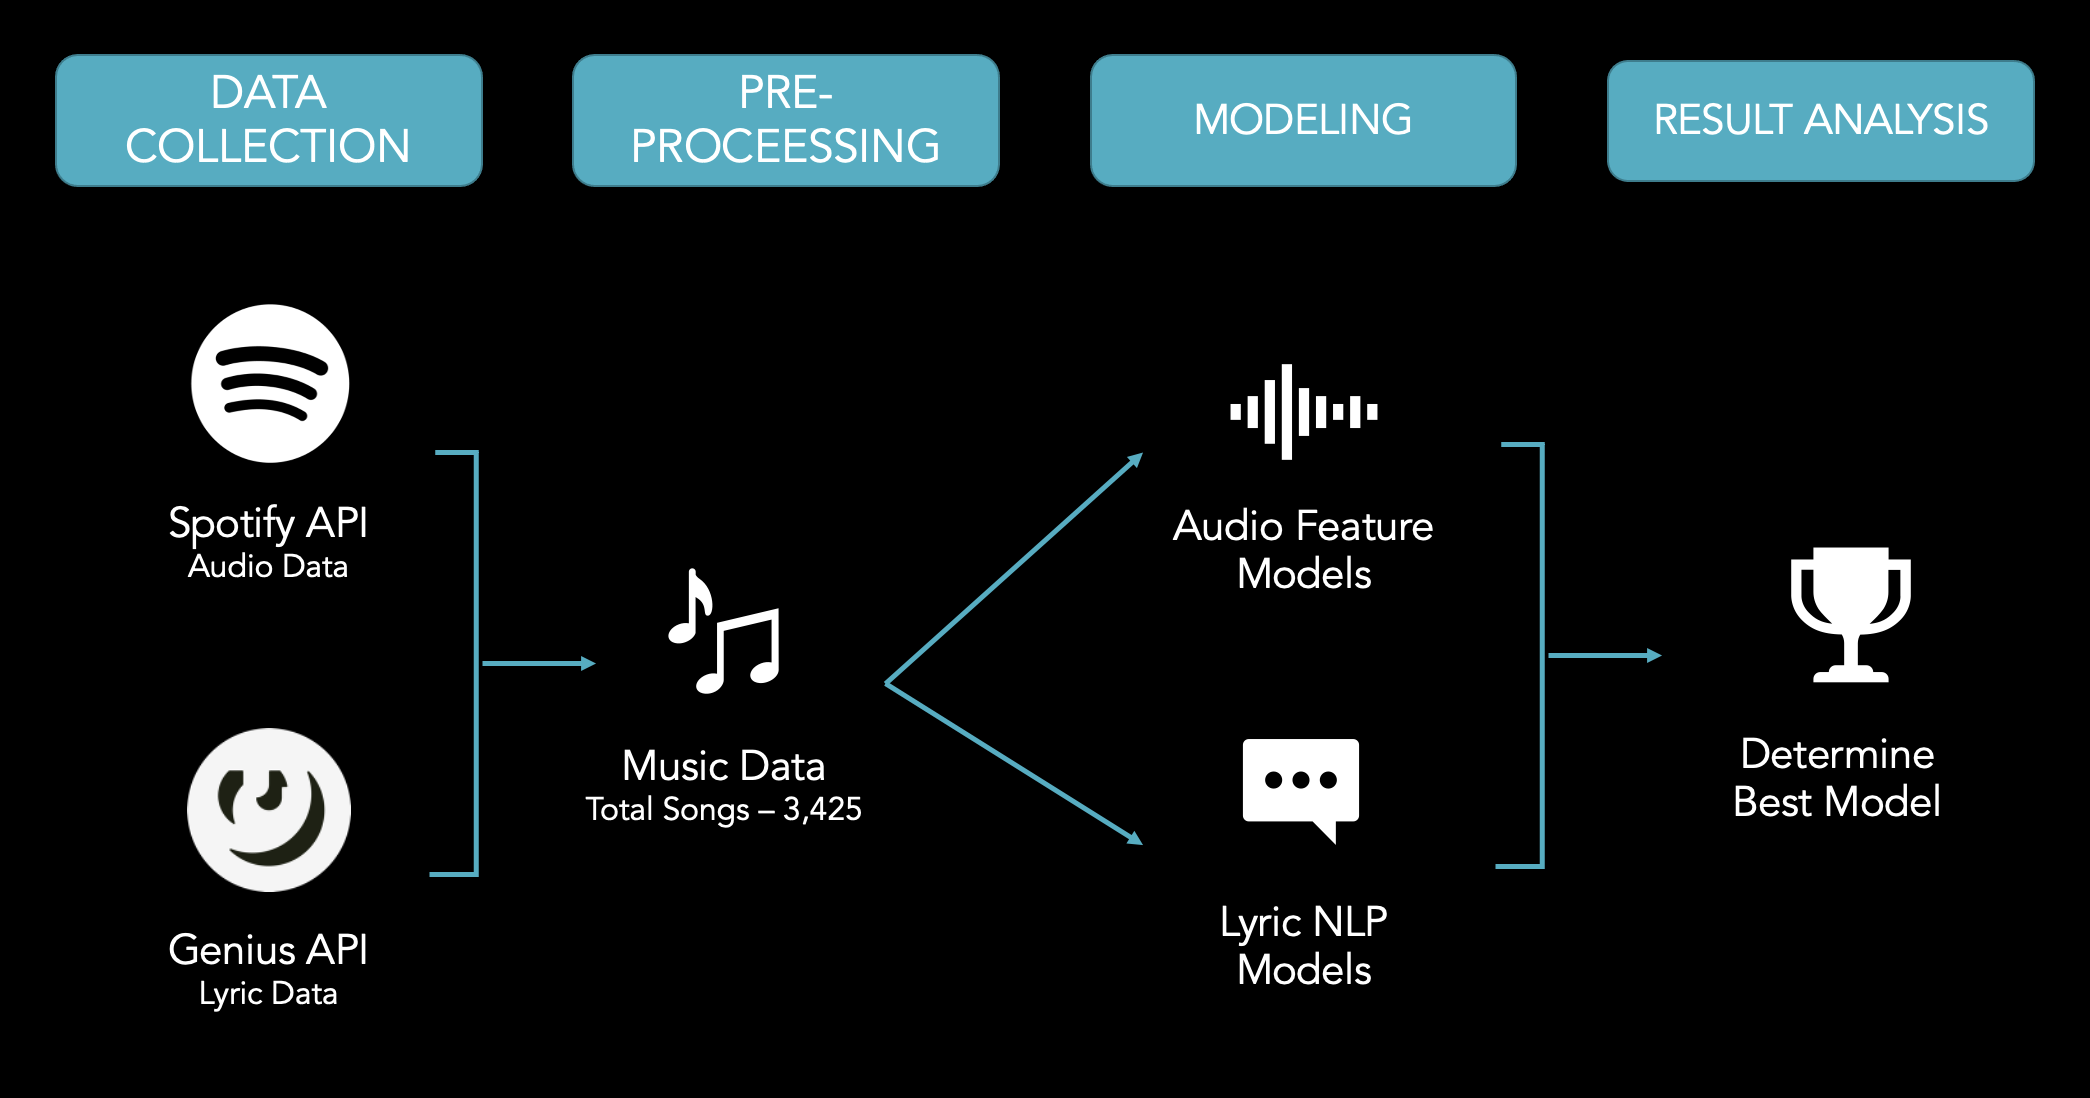 DATA
COLLECTION
PRE-
PROCEESSING
MODELING
RESULT ANALYSIS
Spotify API
Audio Data
Genius API
Lyric Data
Music Data
Total Songs – 3,425
Audio Feature
Models
Lyric NLP
Models
Determine
Best Model